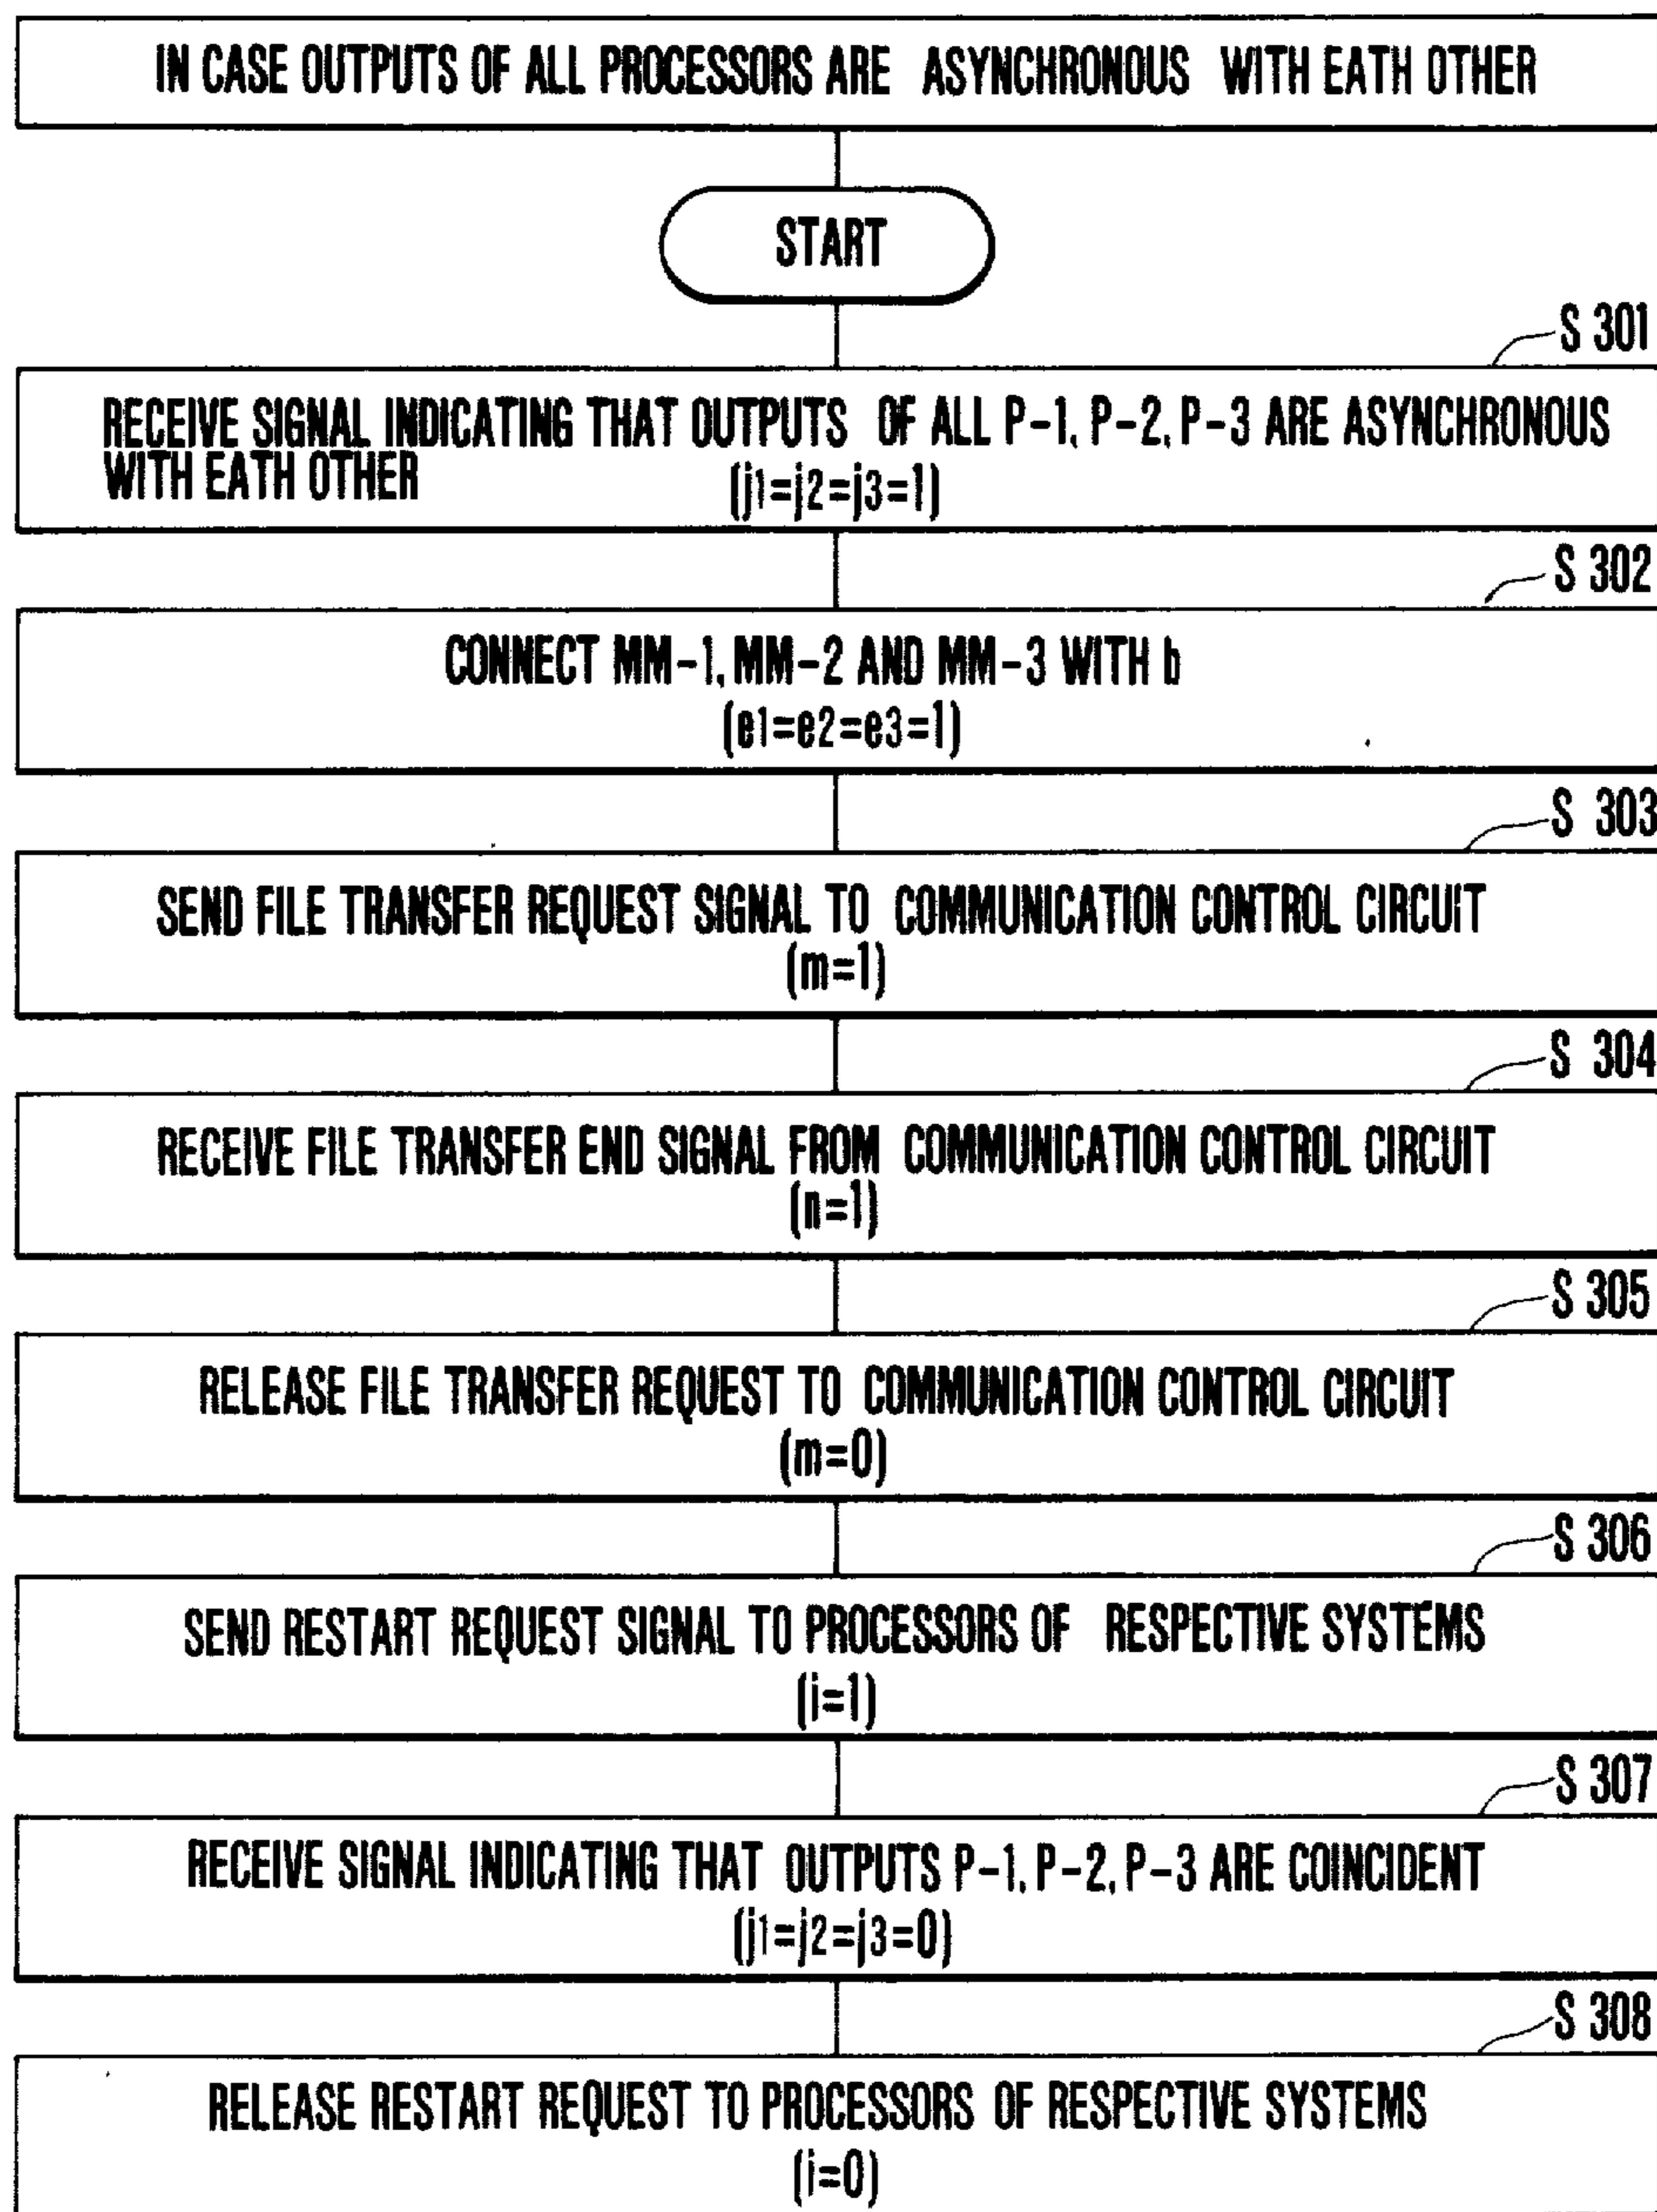 IN CASE OUTPUTS OF ALL PROCESSORS ARE ASYNCHRONOUS WITH EATH OTHER
START
S 301
RECEIVE SIGNAL INDICATING THAT OUTPUTS OF ALL P-1, P-2, P-3 ARE ASYNCHRONOUS
WITH EATH OTHER
(j1=j2=j3=1)
S 302
CONNECT MM-1, MM-2 AND MM-3 WITH b
(e1=e2=e3=1)
S 303
SEND FILE TRANSFER REQUEST SIGNAL TO COMMUNICATION CONTROL CIRCUIT
(m=1)
S 304
RECEIVE FILE TRANSFER END SIGNAL FROM COMMUNICATION CONTROL CIRCUIT
(n=1)
S 305
RELEASE FILE TRANSFER REQUEST TO COMMUNICATION CONTROL CIRCUIT
(m=0)
S 306
SEND RESTART REQUEST SIGNAL TO PROCESSORS OF RESPECTIVE SYSTEMS
(i=1)
S 307
RECEIVE SIGNAL INDICATING THAT OUTPUTS P-1, P-2, P-3 ARE COINCIDENT
(j1=j2=j3=0)
S 308
RELEASE RESTART REQUEST TO PROCESSORS OF RESPECTIVE SYSTEMS
(i=0)